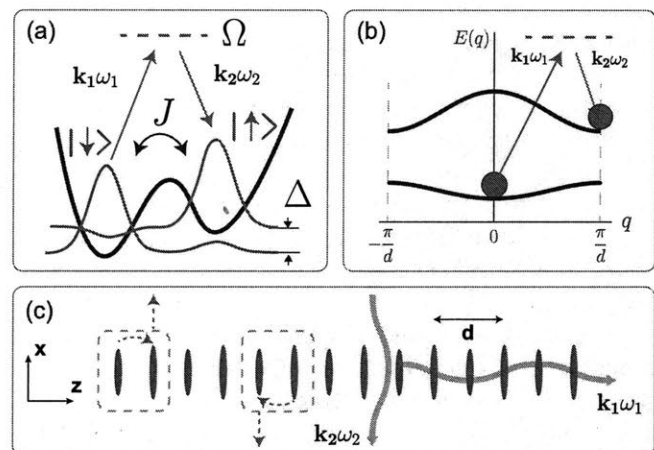 (a)
Ω
k₁ω₁
k₂ω₂
J
|↓⟩
|↑⟩
Δ
(b)
E(q)
k₁ω₁
k₂ω₂
-π/d
0
π/d
q
(c)
x
z
d
k₁ω₁
k₂ω₂